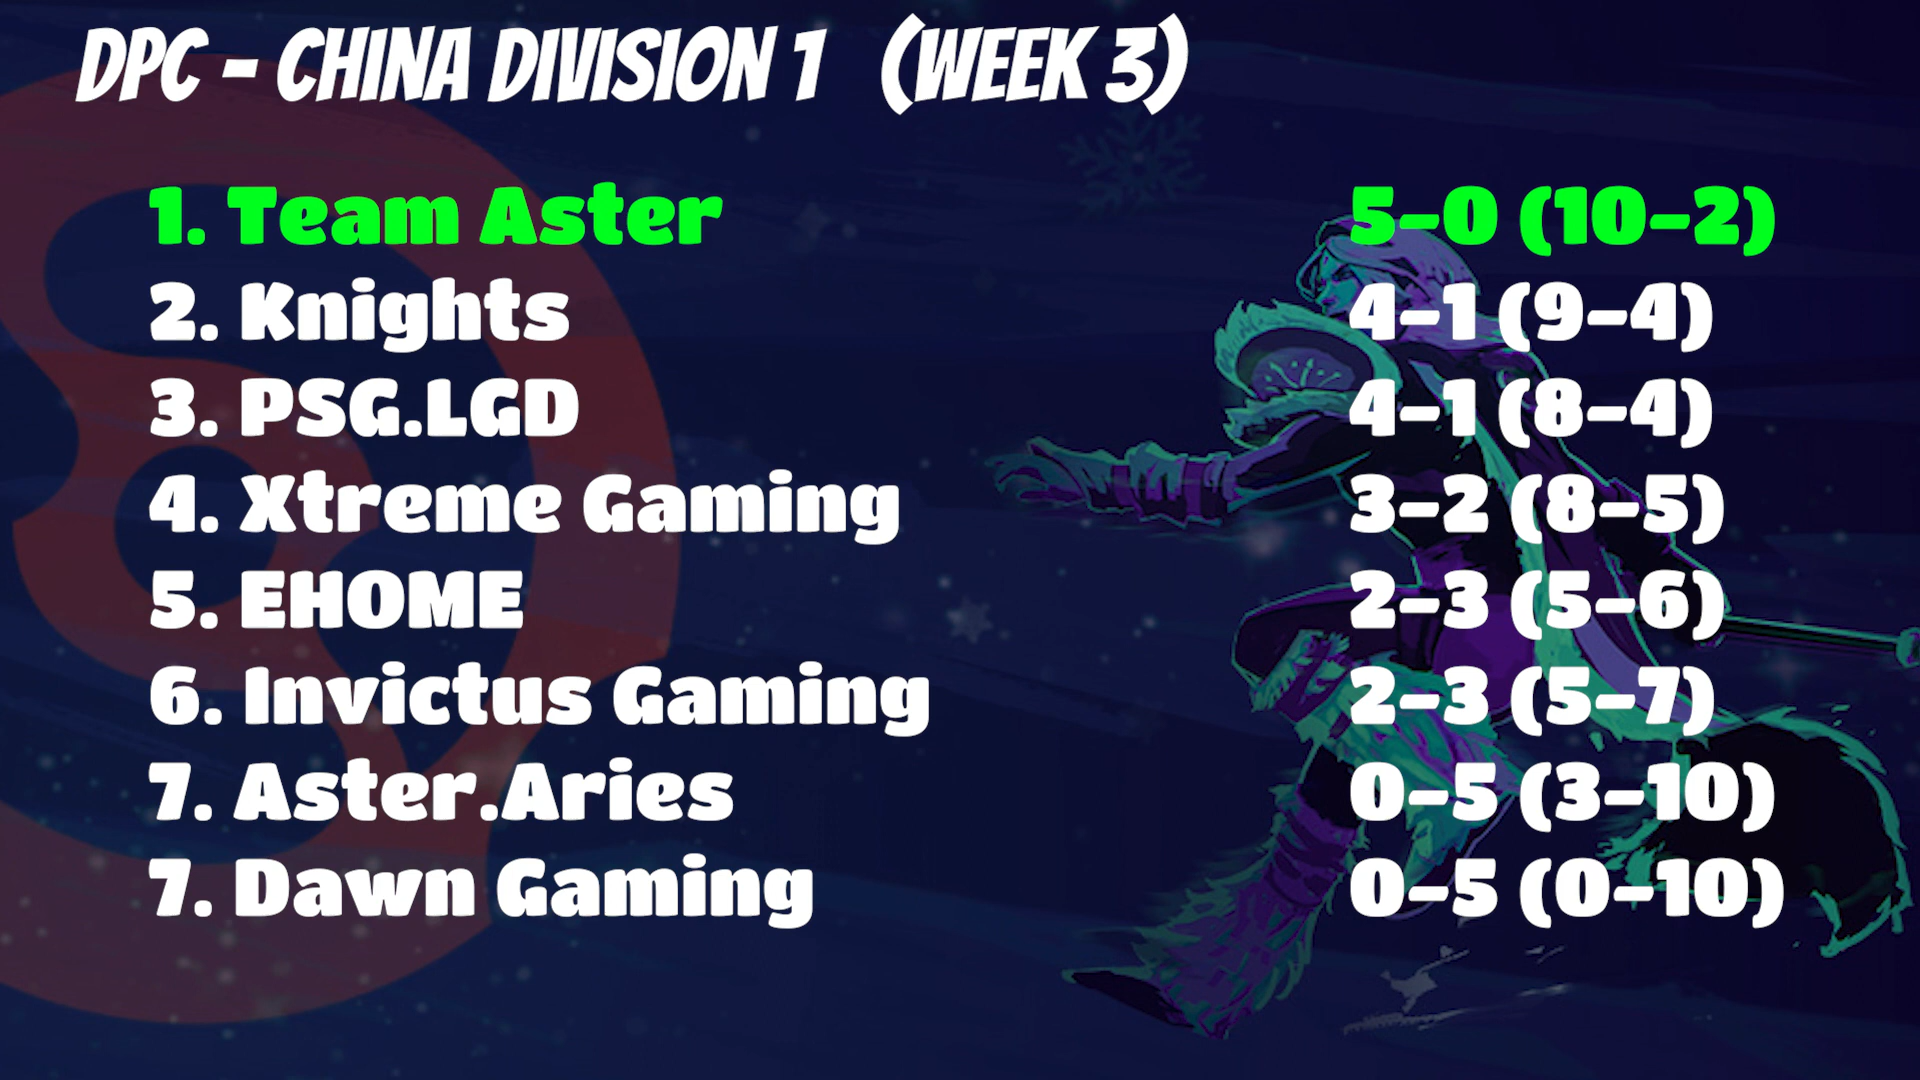 DPC - CHINA DIVISION 1 (WEEK 3)
1. Team Aster 5-0 (10-2)
2. Knights 4-1 (9-4)
3. PSG.LGD 4-1 (8-4)
4. Xtreme Gaming 3-2 (8-5)
5. EHOME 2-3 (5-6)
6. Invictus Gaming 2-3 (5-7)
7. Aster.Aries 0-5 (3-10)
7. Dawn Gaming 0-5 (0-10)